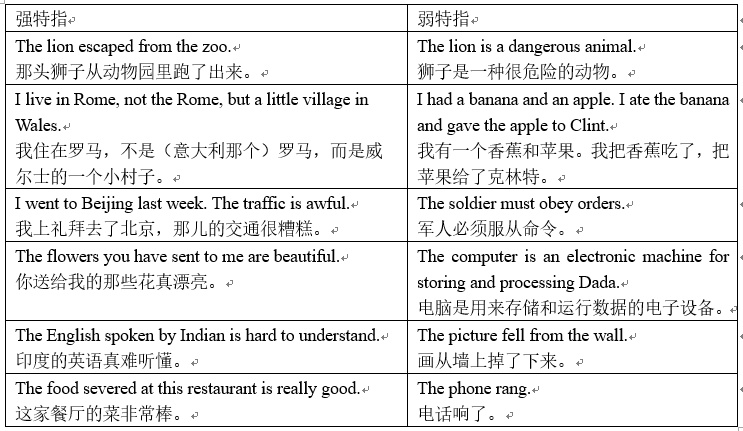 强特指
弱特指
The lion escaped from the zoo.
那头狮子从动物园里跑了出来。
The lion is a dangerous animal.
狮子是一种很危险的动物。
I live in Rome, not the Rome, but a little village in
Wales.
我住在罗马，不是（意大利那个）罗马，而是威
尔士的一个小村子。
I had a banana and an apple. I ate the banana
and gave the apple to Clint.
我有一个香蕉和苹果。我把香蕉吃了，把
苹果给了克林特。
I went to Beijing last week. The traffic is awful.
我上礼拜去了北京，那儿的交通很糟糕。
The soldier must obey orders.
军人必须服从命令。
The flowers you have sent to me are beautiful.
你送给我的那些花真漂亮。
The computer is an electronic machine for
storing and processing Dada.
电脑是用来存储和运行数据的电子设备。
The English spoken by Indian is hard to understand.
印度的英语真难听懂。
The picture fell from the wall.
画从墙上掉了下来。
The food severed at this restaurant is really good.
这家餐厅的菜非常棒。
The phone rang.
电话响了。